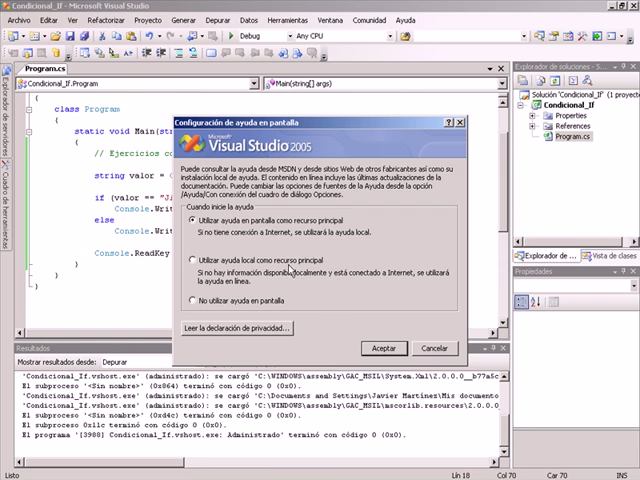 Condicional_If - Microsoft Visual Studio
Archivo Editar Ver Refactorizar Proyecto Generar Depurar Datos Herramientas Ventana Comunidad Ayuda
Debug Any CPU
Program.cs
Condicional_If.Program
Main(string[] args)
{
class Program
{
static void Main(str
{
// Ejercicios co
string valor =
if (valor == "Ji
Console.Writ
else
Console.Writ
Console.ReadKey
}
}
}
Explorador de servidores
Cuadro de herramientas
Configuración de ayuda en pantalla
Microsoft
Visual Studio 2005
Puede consultar la ayuda desde MSDN y desde sitios Web de otros fabricantes así como su
instalación local de ayuda. El contenido en línea incluye las últimas actualizaciones de la
documentación. Puede cambiar las opciones de fuentes de la Ayuda desde la opción
/Ayuda/Con conexión del cuadro de diálogo Opciones.
Cuando inicie la ayuda
Utilizar ayuda en pantalla como recurso principal
Si no tiene conexión a Internet, se utilizará la ayuda local.
Utilizar ayuda local como recurso principal
Si no hay información disponible localmente y está conectado a Internet, se utilizará
la ayuda en línea.
No utilizar ayuda en pantalla
Leer la declaración de privacidad...
Aceptar
Cancelar
Explorador de soluciones - S...
Solución "Condicional_If" (1 proyecto
Condicional_If
Properties
References
Program.cs
Explorador de...
Vista de clases
Propiedades
Resultados
Mostrar resultados desde: Depurar
'Condicional_If.vshost.exe' (administrado): se cargó 'C:\WINDOWS\assembly\GAC_MSIL\System.Xml\2.0.0.0__b77a5c
El subproceso '<Sin nombre>' (0x864) terminó con código 0 (0x0).
'Condicional_If.vshost.exe' (administrado): se cargó 'C:\Documents and Settings\Javier Martinez\Mis documento
'Condicional_If.vshost.exe' (administrado): se cargó 'C:\WINDOWS\assembly\GAC_MSIL\mscorlib.resources\2.0.0.
El subproceso '<Sin nombre>' (0xd4c) terminó con código 0 (0x0).
El subproceso 0x11c terminó con código 0 (0x0).
El programa '[3988] Condicional_If.vshost.exe: Administrado' terminó con código 0 (0x0).
Listo
Lín 18 Col 70 Car 70 INS